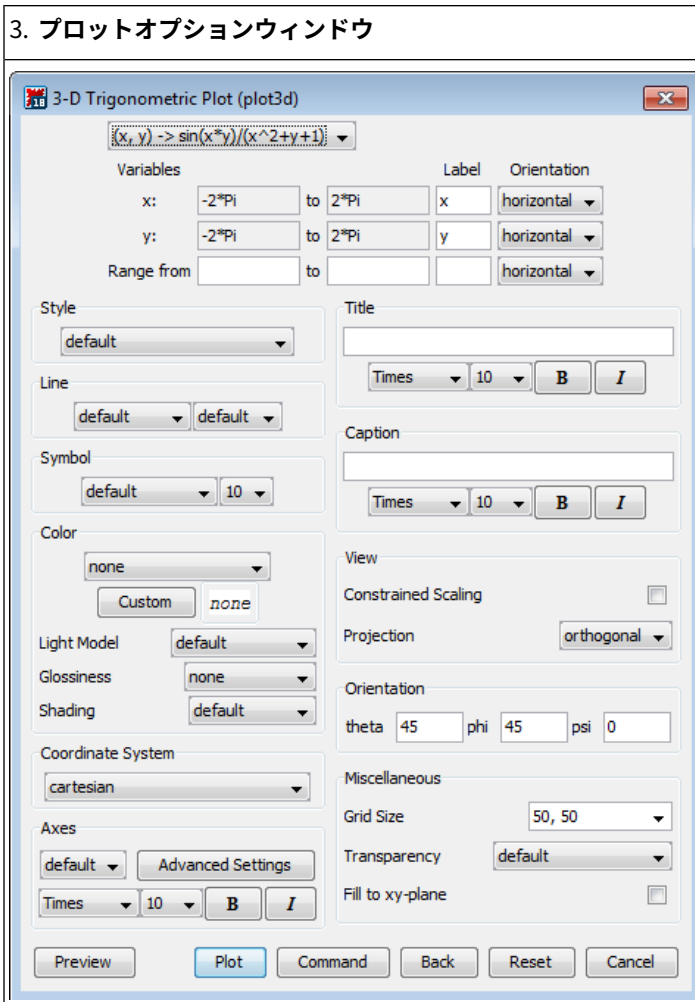 3. プロットオプションウィンドウ
3-D Trigonometric Plot (plot3d)
(x, y) -> sin(x*y)/(x^2+y+1)
Variables Label Orientation
x: -2*Pi to 2*Pi x horizontal
y: -2*Pi to 2*Pi y horizontal
Range from to horizontal
Style
default
Line
default default
Symbol
default 10
Color
none
Custom none
Light Model default
Glossiness none
Shading default
Coordinate System
cartesian
Axes
default Advanced Settings
Times 10 B I
Title
Times 10 B I
Caption
Times 10 B I
View
Constrained Scaling
Projection orthogonal
Orientation
theta 45 phi 45 psi 0
Miscellaneous
Grid Size 50, 50
Transparency default
Fill to xy-plane
Preview Plot Command Back Reset Cancel